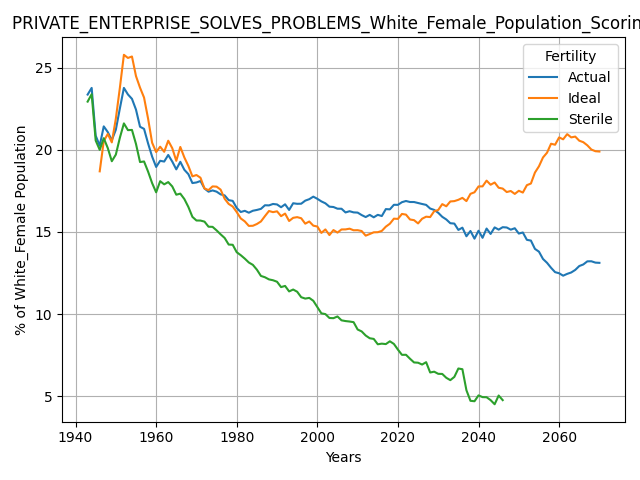 PRIVATE_ENTERPRISE_SOLVES_PROBLEMS_White_Female_Population_Scorin
Fertility
Actual
Ideal
Sterile
% of White_Female Population
25
20
15
10
5
1940 1960 1980 2000 2020 2040 2060
Years